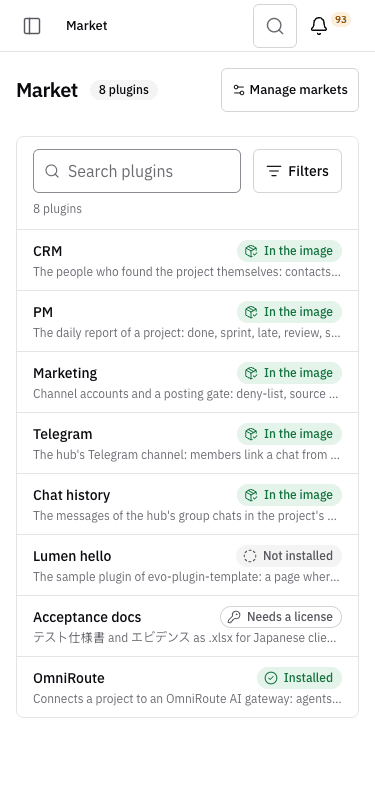 Market
93
Market
8 plugins
Manage markets
Search plugins
Filters
8 plugins
CRM
In the image
The people who found the project themselves: contacts...
PM
In the image
The daily report of a project: done, sprint, late, review, s...
Marketing
In the image
Channel accounts and a posting gate: deny-list, source ...
Telegram
In the image
The hub's Telegram channel: members link a chat from ...
Chat history
In the image
The messages of the hub's group chats in the project's ...
Lumen hello
Not installed
The sample plugin of evo-plugin-template: a page wher...
Acceptance docs
Needs a license
テスト仕様書 and エビデンス as .xlsx for Japanese clie...
OmniRoute
Installed
Connects a project to an OmniRoute AI gateway: agents...